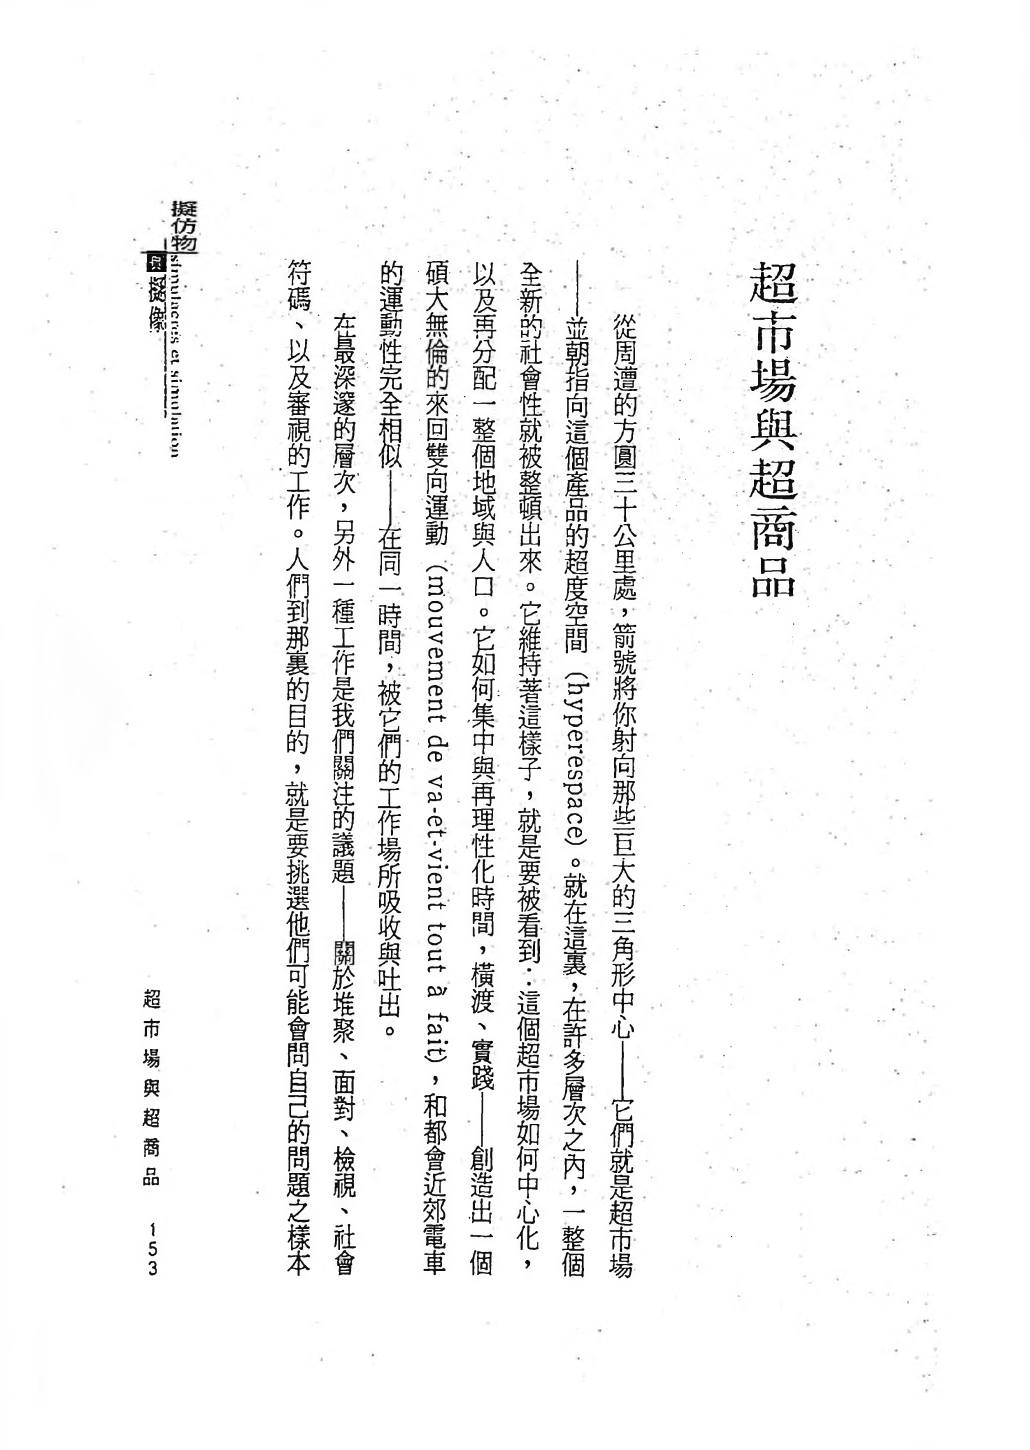 超市場與超商品
從周遭的方圓三十公里處，箭號將你射向那些巨大的三角形中心——它們就是超市場
——並朝指向這個產品的超度空間（hyperespace）。就在這裏，在許多層次之內，一整個
全新的社會性就被整頓出來。它維持著這樣子，就是要被看到：這個超市場如何中心化，
以及再分配一整個地域與人口。它如何集中與再理性化時間，橫渡、實踐——創造出一個
碩大無倫的來回雙向運動（mouvement de va-et-vient tout à fait），和都會近郊電車
的運動性完全相似——在同一時間，被它們的工作場所吸收與吐出。
在最深邃的層次，另外一種工作是我們關注的議題——關於堆聚、面對、檢視、社會
符碼、以及審視的工作。人們到那裏的目的，就是要挑選他們可能會問自己的問題之樣本
擬仿物
simulacres et simulation
與擬像
超市場與超商品 153